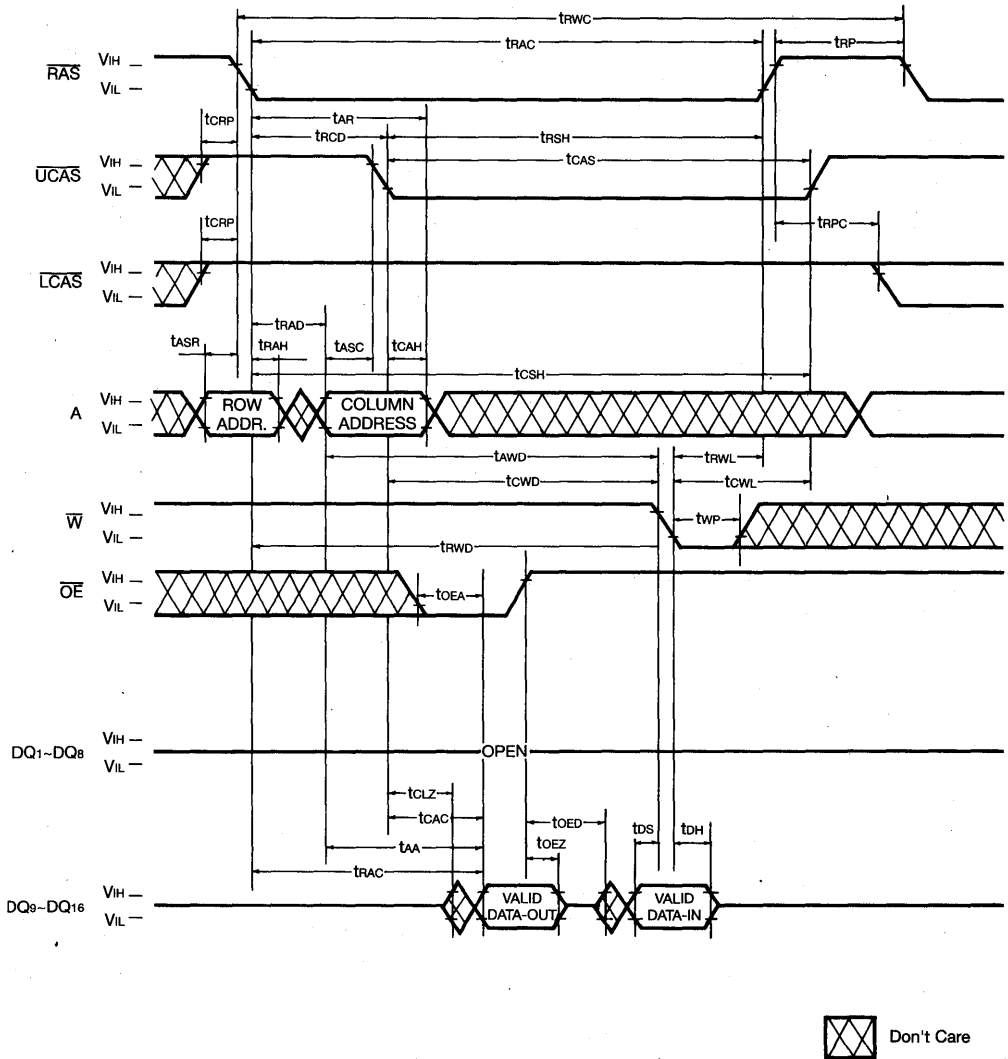 tRWC
tRAC
tRP
RAS
VIH
VIL
tCRP
tAR
tRCD
tRSH
UCAS
VIH
VIL
tCAS
tCRP
tRPC
LCAS
VIH
VIL
tRAD
tASR
tRAH
tASC
tCAH
tCSH
A
VIH
VIL
ROW
ADDR.
COLUMN
ADDRESS
tAWD
tRWL
tCWD
tCWL
W
VIH
VIL
tWP
tRWD
OE
VIH
VIL
tOEA
DQ1~DQ8
VIH
VIL
OPEN
tCLZ
tCAC
tOED
tDS
tDH
tAA
tOEZ
tRAC
DQ9~DQ16
VIH
VIL
VALID
DATA-OUT
VALID
DATA-IN
Don't Care